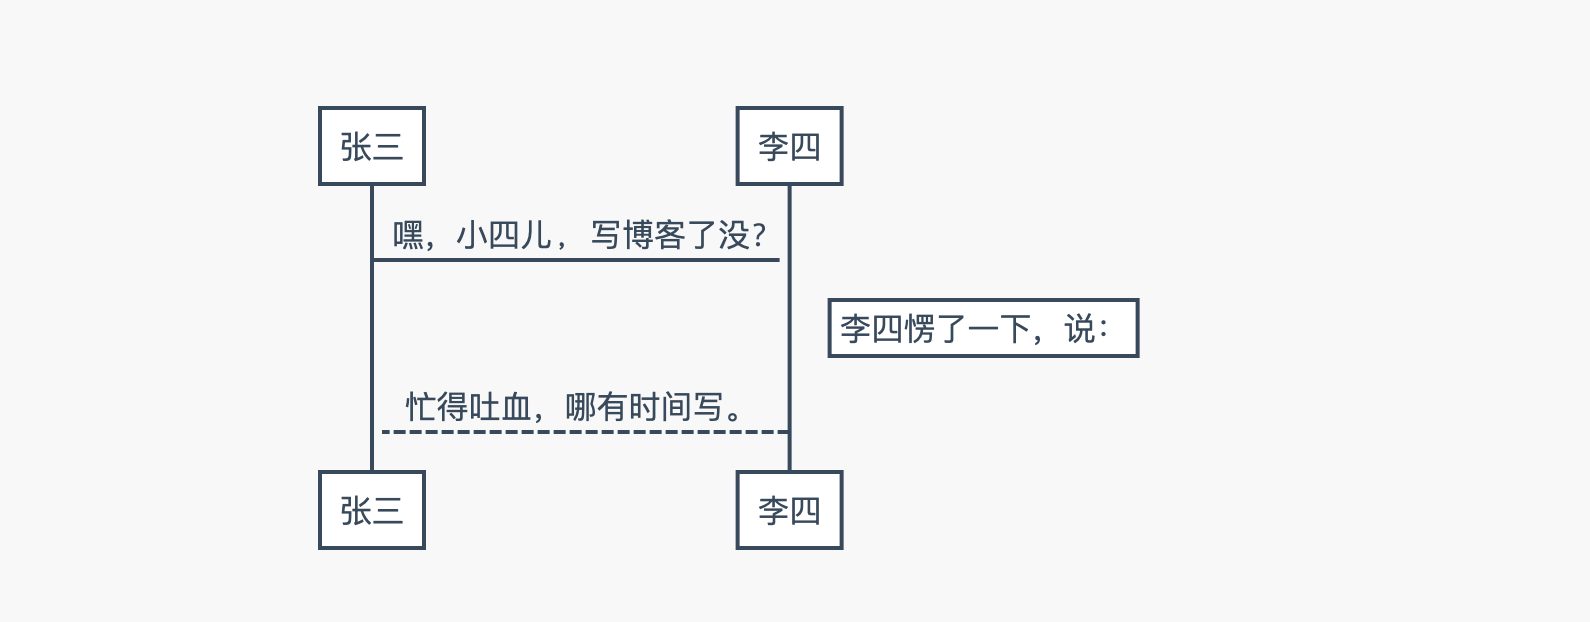 张三
李四
嘿，小四儿，写博客了没？
李四愣了一下，说：
忙得吐血，哪有时间写。
张三
李四